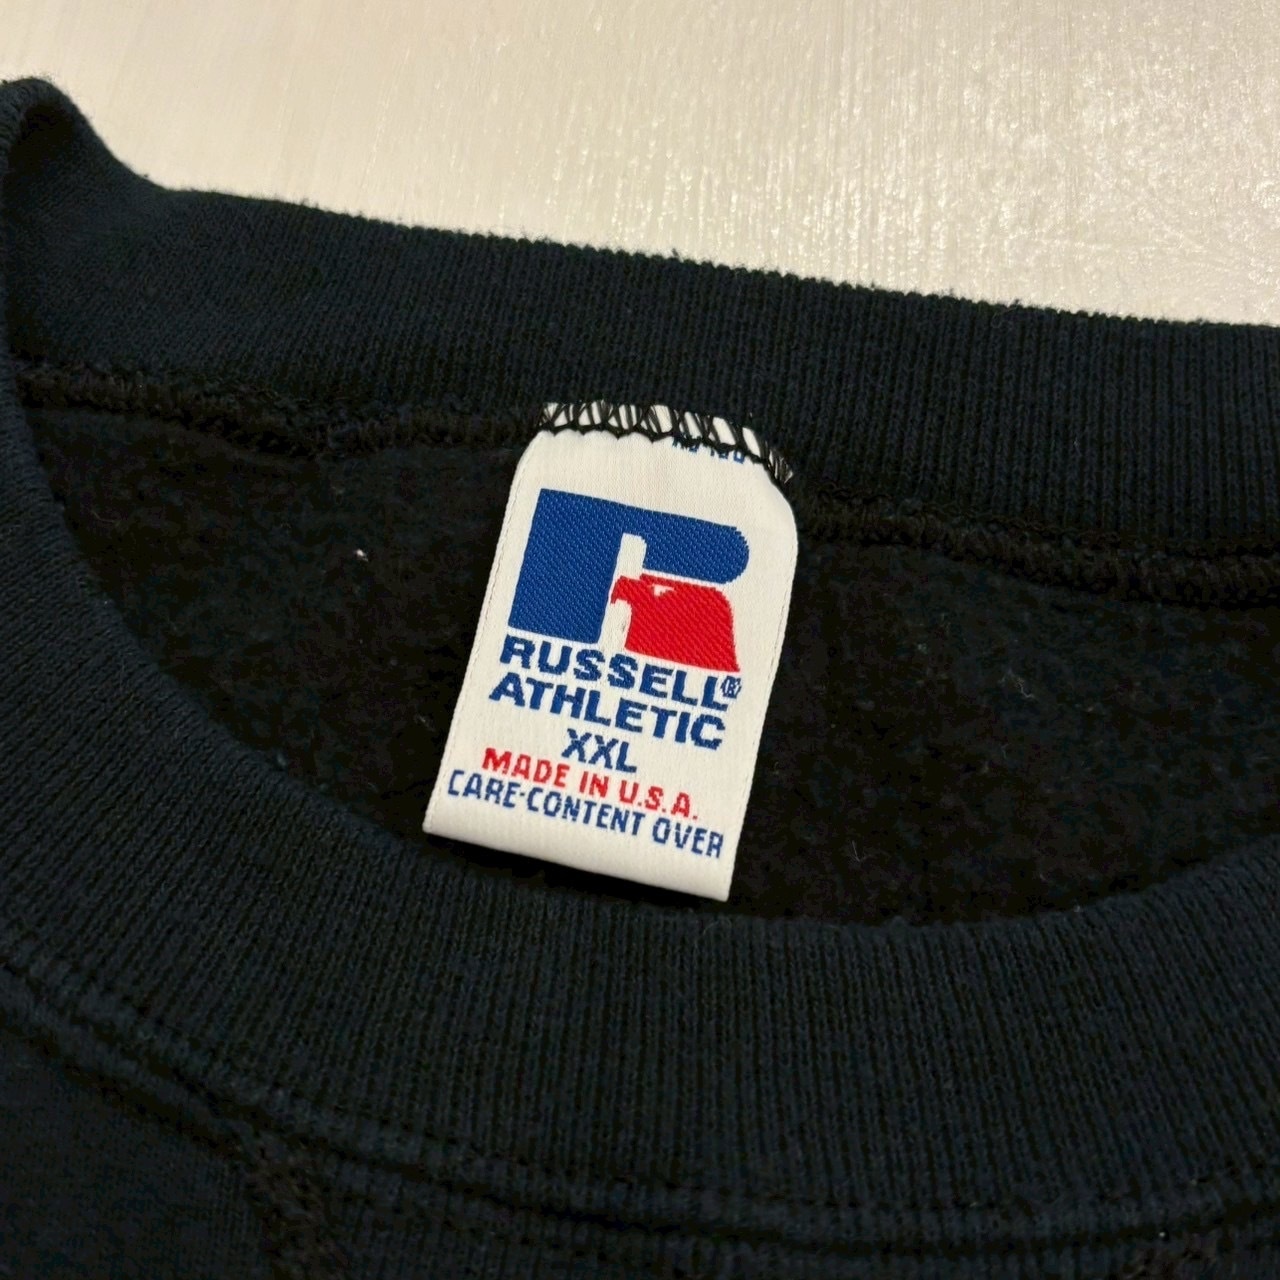 RUSSELL®
ATHLETIC
XXL
MADE IN U.S.A.
CARE-CONTENT OVER